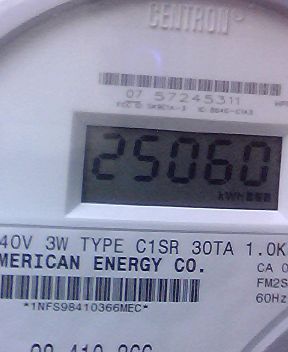 CENTRON
07 57245311
25060
kWH
40V 3W TYPE C1SR 30TA 1.0K
MERICAN ENERGY CO.
CA 0
FM2S
60Hz
*1NFS98410366MEC*